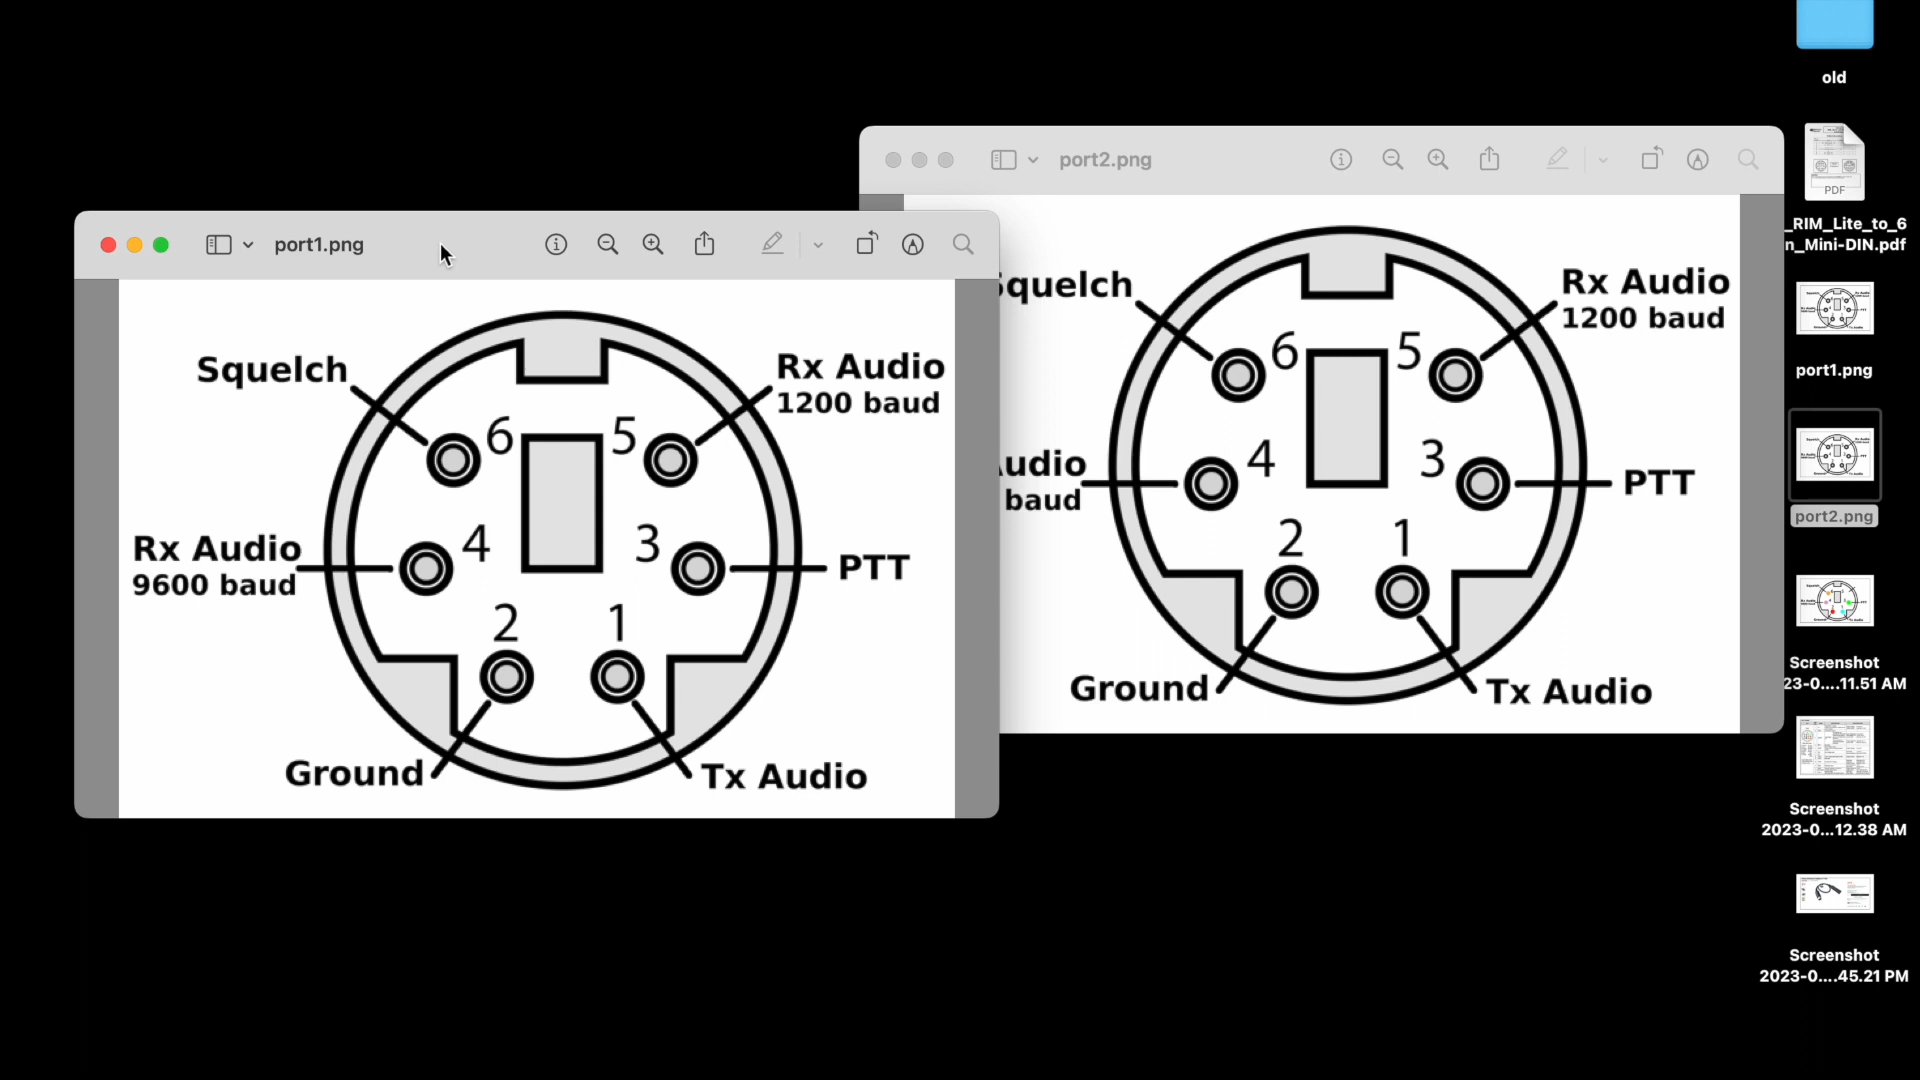 port1.png
Squelch
Rx Audio
1200 baud
6
5
Rx Audio
9600 baud
4
3
PTT
2
1
Ground
Tx Audio
port2.png
Squelch
Rx Audio
1200 baud
6
5
Audio
baud
4
3
PTT
2
1
Ground
Tx Audio
old
PDF
_RIM_Lite_to_6
n_Mini-DIN.pdf
port1.png
port2.png
Screenshot
23-0....11.51 AM
Screenshot
2023-0...12.38 AM
Screenshot
2023-0....45.21 PM